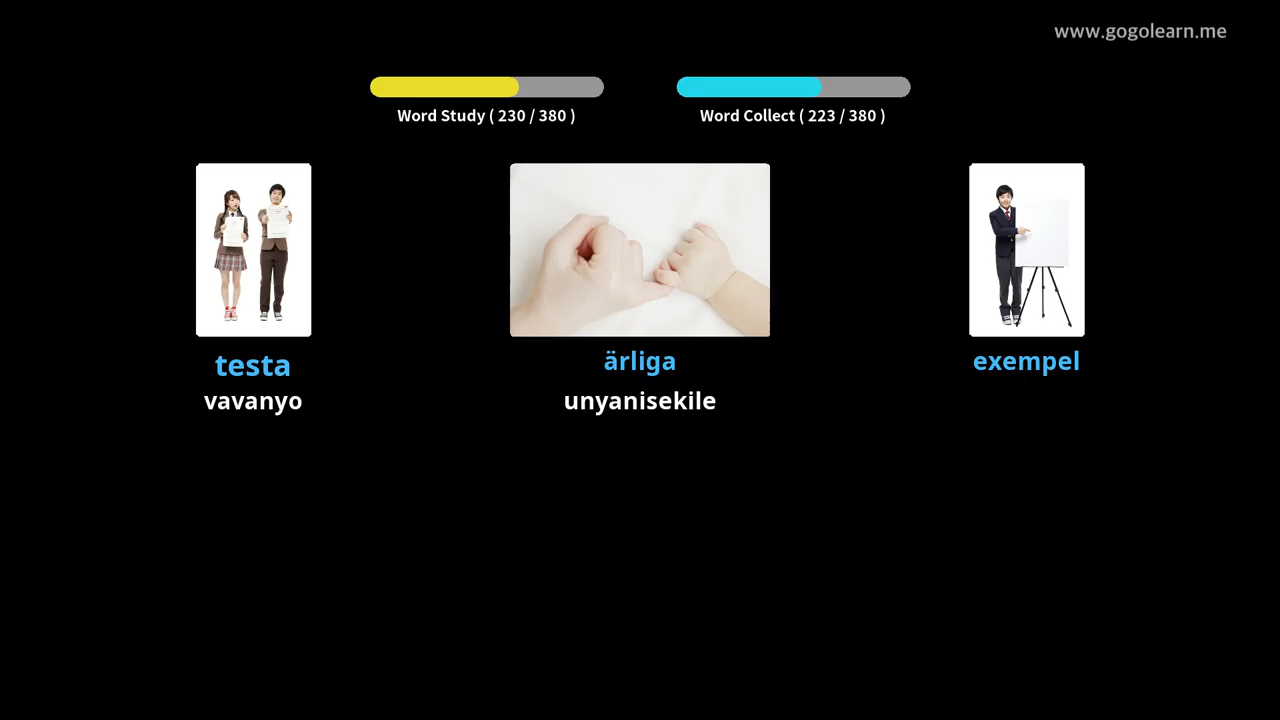 www.gogolearn.me
Word Study ( 230 / 380 )
Word Collect ( 223 / 380 )
testa
ärliga
exempel
vavanyo
unyanisekile